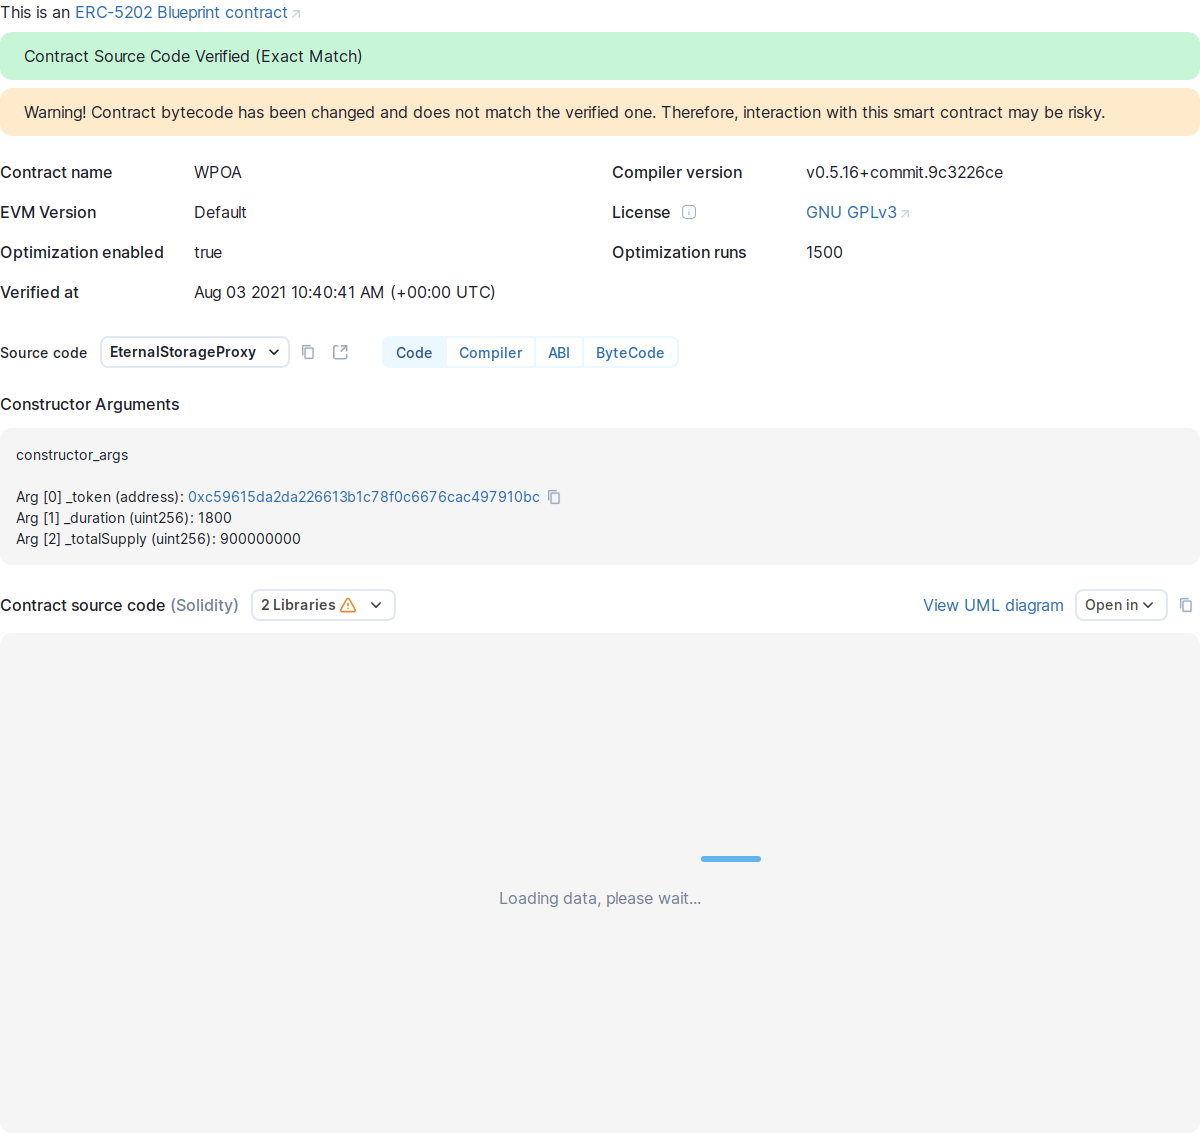 This is an ERC-5202 Blueprint contract
Contract Source Code Verified (Exact Match)
Warning! Contract bytecode has been changed and does not match the verified one. Therefore, interaction with this smart contract may be risky.
Contract name WPOA Compiler version v0.5.16+commit.9c3226ce
EVM Version Default License GNU GPLv3
Optimization enabled true Optimization runs 1500
Verified at Aug 03 2021 10:40:41 AM (+00:00 UTC)
Source code EternalStorageProxy Code Compiler ABI ByteCode
Constructor Arguments
constructor_args
Arg [0] _token (address): 0xc59615da2da226613b1c78f0c6676cac497910bc
Arg [1] _duration (uint256): 1800
Arg [2] _totalSupply (uint256): 900000000
Contract source code (Solidity) 2 Libraries View UML diagram Open in
Loading data, please wait...